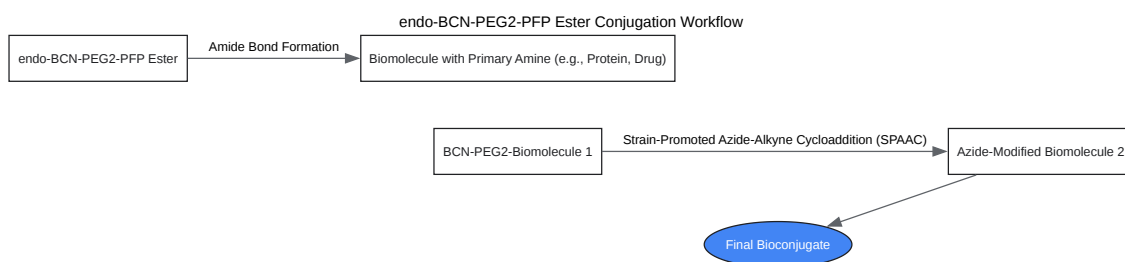 endo-BCN-PEG2-PFP Ester Conjugation Workflow
endo-BCN-PEG2-PFP Ester
Amide Bond Formation
Biomolecule with Primary Amine (e.g., Protein, Drug)
BCN-PEG2-Biomolecule 1
Strain-Promoted Azide-Alkyne Cycloaddition (SPAAC)
Azide-Modified Biomolecule 2
Final Bioconjugate